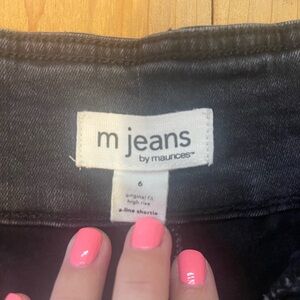 m jeans
by maurices™
6
original fit
high rise
a-line shortie